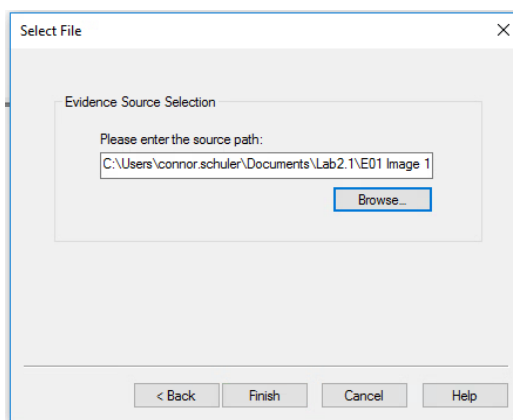 Select File
Evidence Source Selection
Please enter the source path:
C:\Users\connor.schuler\Documents\Lab2.1\E01 Image 1
Browse...
< Back
Finish
Cancel
Help